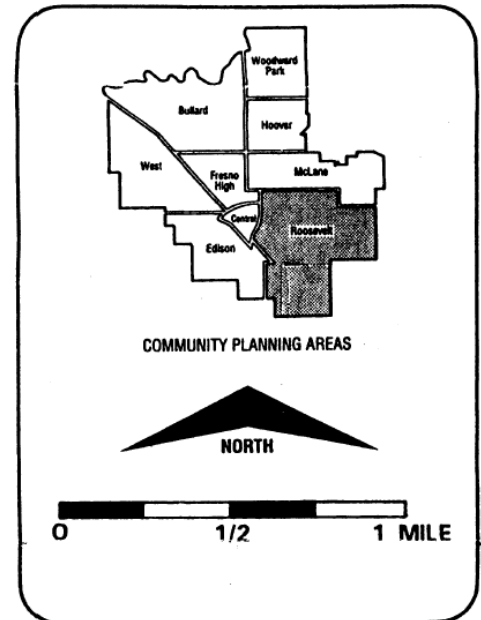 Woodward
Park
Bullard
Hoover
West
Fresno
High
McLane
Central
Roosevelt
Edison
COMMUNITY PLANNING AREAS
NORTH
0 1/2 1 MILE